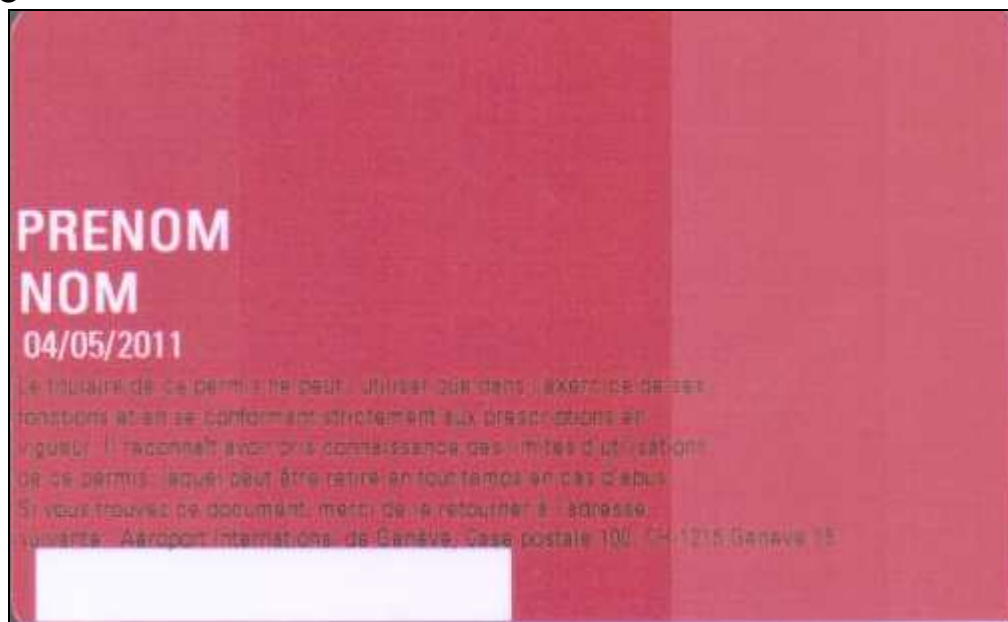 PRENOM
NOM
04/05/2011
Le titulaire de ce permis ne peut l'utiliser que dans l'exercice de ses
fonctions et en se conformant strictement aux prescriptions en
vigueur. Il reconnaît avoir pris connaissance des limites d'utilisations
de ce permis, lequel peut être retiré en tout temps en cas d'abus.
Si vous trouvez ce document, merci de le retourner à l'adresse
suivante : Aéroport International de Genève, Case postale 100, CH-1215 Genève 15